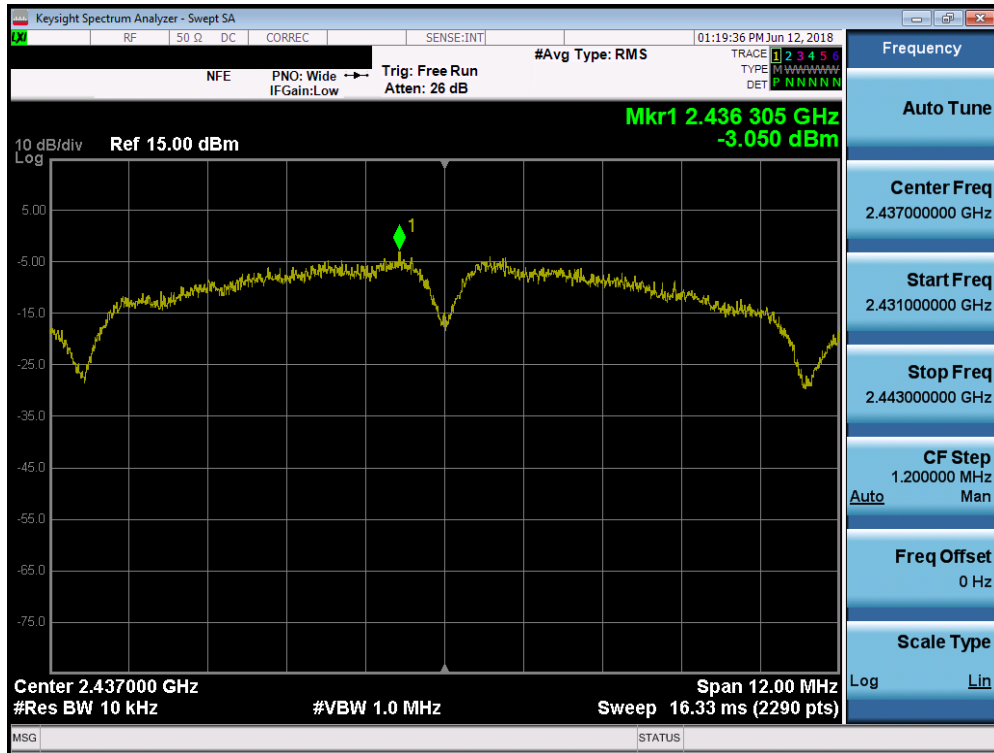 Keysight Spectrum Analyzer - Swept SA
LXI RF 50 Ω DC CORREC SENSE:INT 01:19:36 PM Jun 12, 2018
#Avg Type: RMS
TRACE 1 2 3 4 5 6
TYPE M W W W W W
DET P N N N N N
NFE
PNO: Wide
IFGain:Low
Trig: Free Run
Atten: 26 dB
Mkr1 2.436 305 GHz
-3.050 dBm
10 dB/div
Log
Ref 15.00 dBm
1
5.00
-5.00
-15.0
-25.0
-35.0
-45.0
-55.0
-65.0
-75.0
Center 2.437000 GHz
Span 12.00 MHz
#Res BW 10 kHz
#VBW 1.0 MHz
Sweep 16.33 ms (2290 pts)
MSG
STATUS
Frequency
Auto Tune
Center Freq
2.437000000 GHz
Start Freq
2.431000000 GHz
Stop Freq
2.443000000 GHz
CF Step
1.200000 MHz
Auto Man
Freq Offset
0 Hz
Scale Type
Log Lin